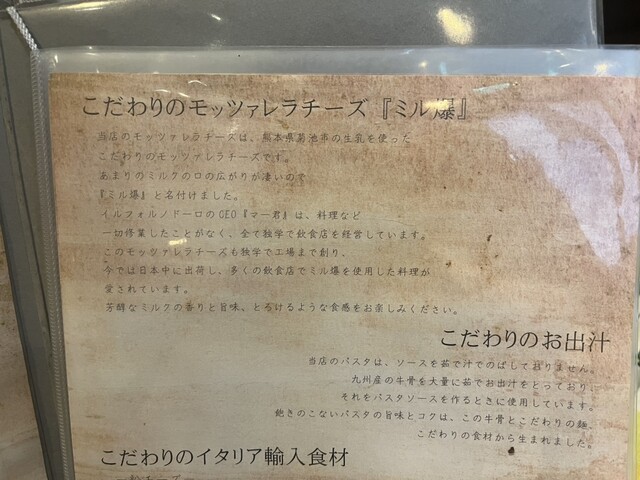 こだわりのモッツァレラチーズ『ミル爆』
当店のモッツァレラチーズは、熊本県菊池市の生乳を使った
こだわりのモッツァレラチーズです。
あまりのミルクの口の広がりが凄いので
『ミル爆』と名付けました。
イルフォルノドーロのCEO『マー君』は、料理など
一切修業したことがなく、全て独学で飲食店を経営しています。
このモッツァレラチーズも独学で工場まで創り、
今では日本中に出荷し、多くの飲食店でミル爆を使用した料理が
愛されています。
芳醇なミルクの香りと旨味、とろけるような食感をお楽しみください。
こだわりのお出汁
当店のパスタは、ソースを茹で汁でのばしておりません。
九州産の牛骨を大量に茹でお出汁をとっており、
それをパスタソースを作るときに使用しています。
飽きのこないパスタの旨味とコクは、この牛骨とこだわりの麺、
こだわりの食材から生まれました。
こだわりのイタリア輸入食材